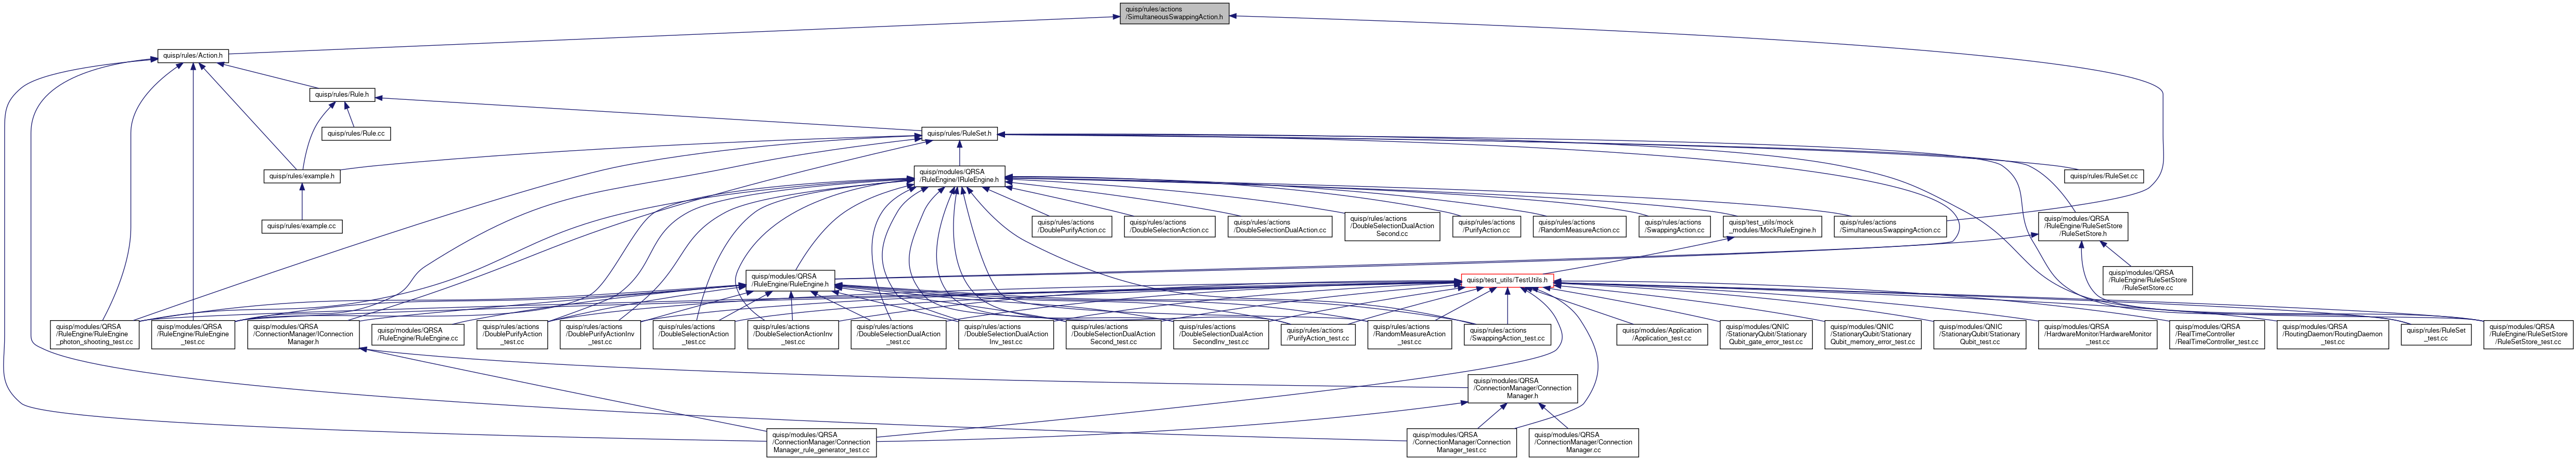 quisp/rules/actions
/SimultaneousSwappingAction.h
quisp/rules/Action.h
quisp/rules/Rule.h
quisp/rules/Rule.cc
quisp/rules/RuleSet.h
quisp/rules/example.h
quisp/modules/QRSA
/RuleEngine/IRuleEngine.h
quisp/rules/RuleSet.cc
quisp/rules/example.cc
quisp/rules/actions
/DoublePurifyAction.cc
quisp/rules/actions
/DoubleSelectionAction.cc
quisp/rules/actions
/DoubleSelectionDualAction.cc
quisp/rules/actions
/DoubleSelectionDualAction
Second.cc
quisp/rules/actions
/PurifyAction.cc
quisp/rules/actions
/RandomMeasureAction.cc
quisp/rules/actions
/SwappingAction.cc
quisp/test_utils/mock
_modules/MockRuleEngine.h
quisp/rules/actions
/SimultaneousSwappingAction.cc
quisp/modules/QRSA
/RuleEngine/RuleSetStore
/RuleSetStore.h
quisp/modules/QRSA
/RuleEngine/RuleEngine.h
quisp/test_utils/TestUtils.h
quisp/modules/QRSA
/RuleEngine/RuleSetStore
/RuleSetStore.cc
quisp/modules/QRSA
/RuleEngine/RuleEngine
_photon_shooting_test.cc
quisp/modules/QRSA
/RuleEngine/RuleEngine
_test.cc
quisp/modules/QRSA
/ConnectionManager/IConnection
Manager.h
quisp/modules/QRSA
/RuleEngine/RuleEngine.cc
quisp/rules/actions
/DoublePurifyAction
_test.cc
quisp/rules/actions
/DoublePurifyActionInv
_test.cc
quisp/rules/actions
/DoubleSelectionAction
_test.cc
quisp/rules/actions
/DoubleSelectionActionInv
_test.cc
quisp/rules/actions
/DoubleSelectionDualAction
_test.cc
quisp/rules/actions
/DoubleSelectionDualAction
Inv_test.cc
quisp/rules/actions
/DoubleSelectionDualAction
Second_test.cc
quisp/rules/actions
/DoubleSelectionDualAction
SecondInv_test.cc
quisp/rules/actions
/PurifyAction_test.cc
quisp/rules/actions
/RandomMeasureAction
_test.cc
quisp/rules/actions
/SwappingAction_test.cc
quisp/modules/Application
/Application_test.cc
quisp/modules/QNIC
/StationaryQubit/Stationary
Qubit_gate_error_test.cc
quisp/modules/QNIC
/StationaryQubit/Stationary
Qubit_memory_error_test.cc
quisp/modules/QNIC
/StationaryQubit/Stationary
Qubit_test.cc
quisp/modules/QRSA
/HardwareMonitor/HardwareMonitor
_test.cc
quisp/modules/QRSA
/RealTimeController
/RealTimeController_test.cc
quisp/modules/QRSA
/RoutingDaemon/RoutingDaemon
_test.cc
quisp/rules/RuleSet
_test.cc
quisp/modules/QRSA
/RuleEngine/RuleSetStore
/RuleSetStore_test.cc
quisp/modules/QRSA
/ConnectionManager/Connection
Manager.h
quisp/modules/QRSA
/ConnectionManager/Connection
Manager_rule_generator_test.cc
quisp/modules/QRSA
/ConnectionManager/Connection
Manager_test.cc
quisp/modules/QRSA
/ConnectionManager/Connection
Manager.cc